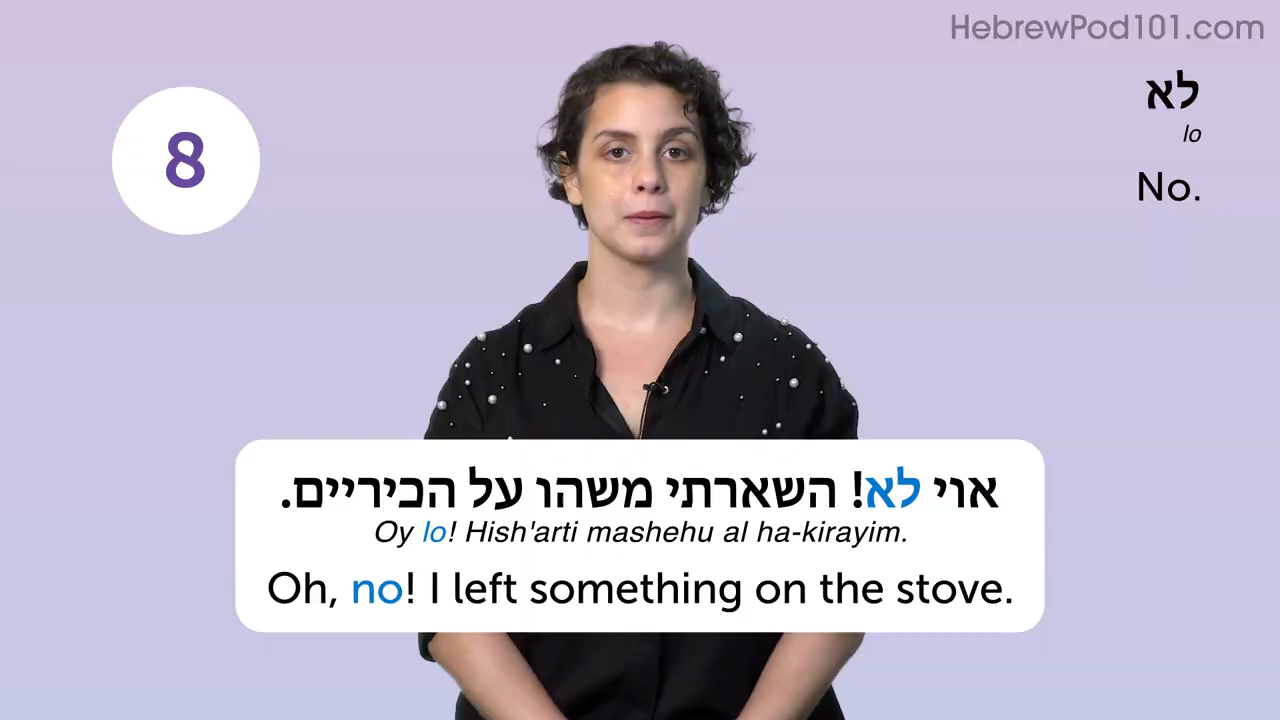 HebrewPod101.com
8
לא
lo
No.
אוי לא! השארתי משהו על הכיריים.
Oy lo! Hish'arti mashehu al ha-kirayim.
Oh, no! I left something on the stove.